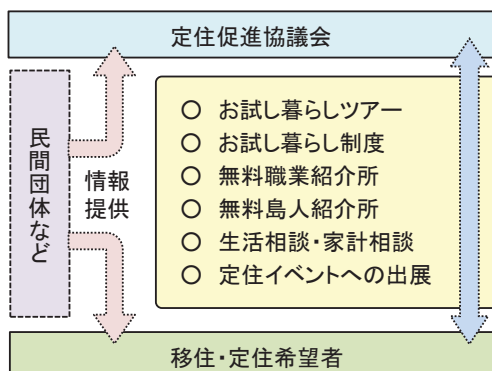 定住促進協議会
民間団体など
情報
提供
○ お試し暮らしツアー
○ お試し暮らし制度
○ 無料職業紹介所
○ 無料島人紹介所
○ 生活相談・家計相談
○ 定住イベントへの出展
移住・定住希望者